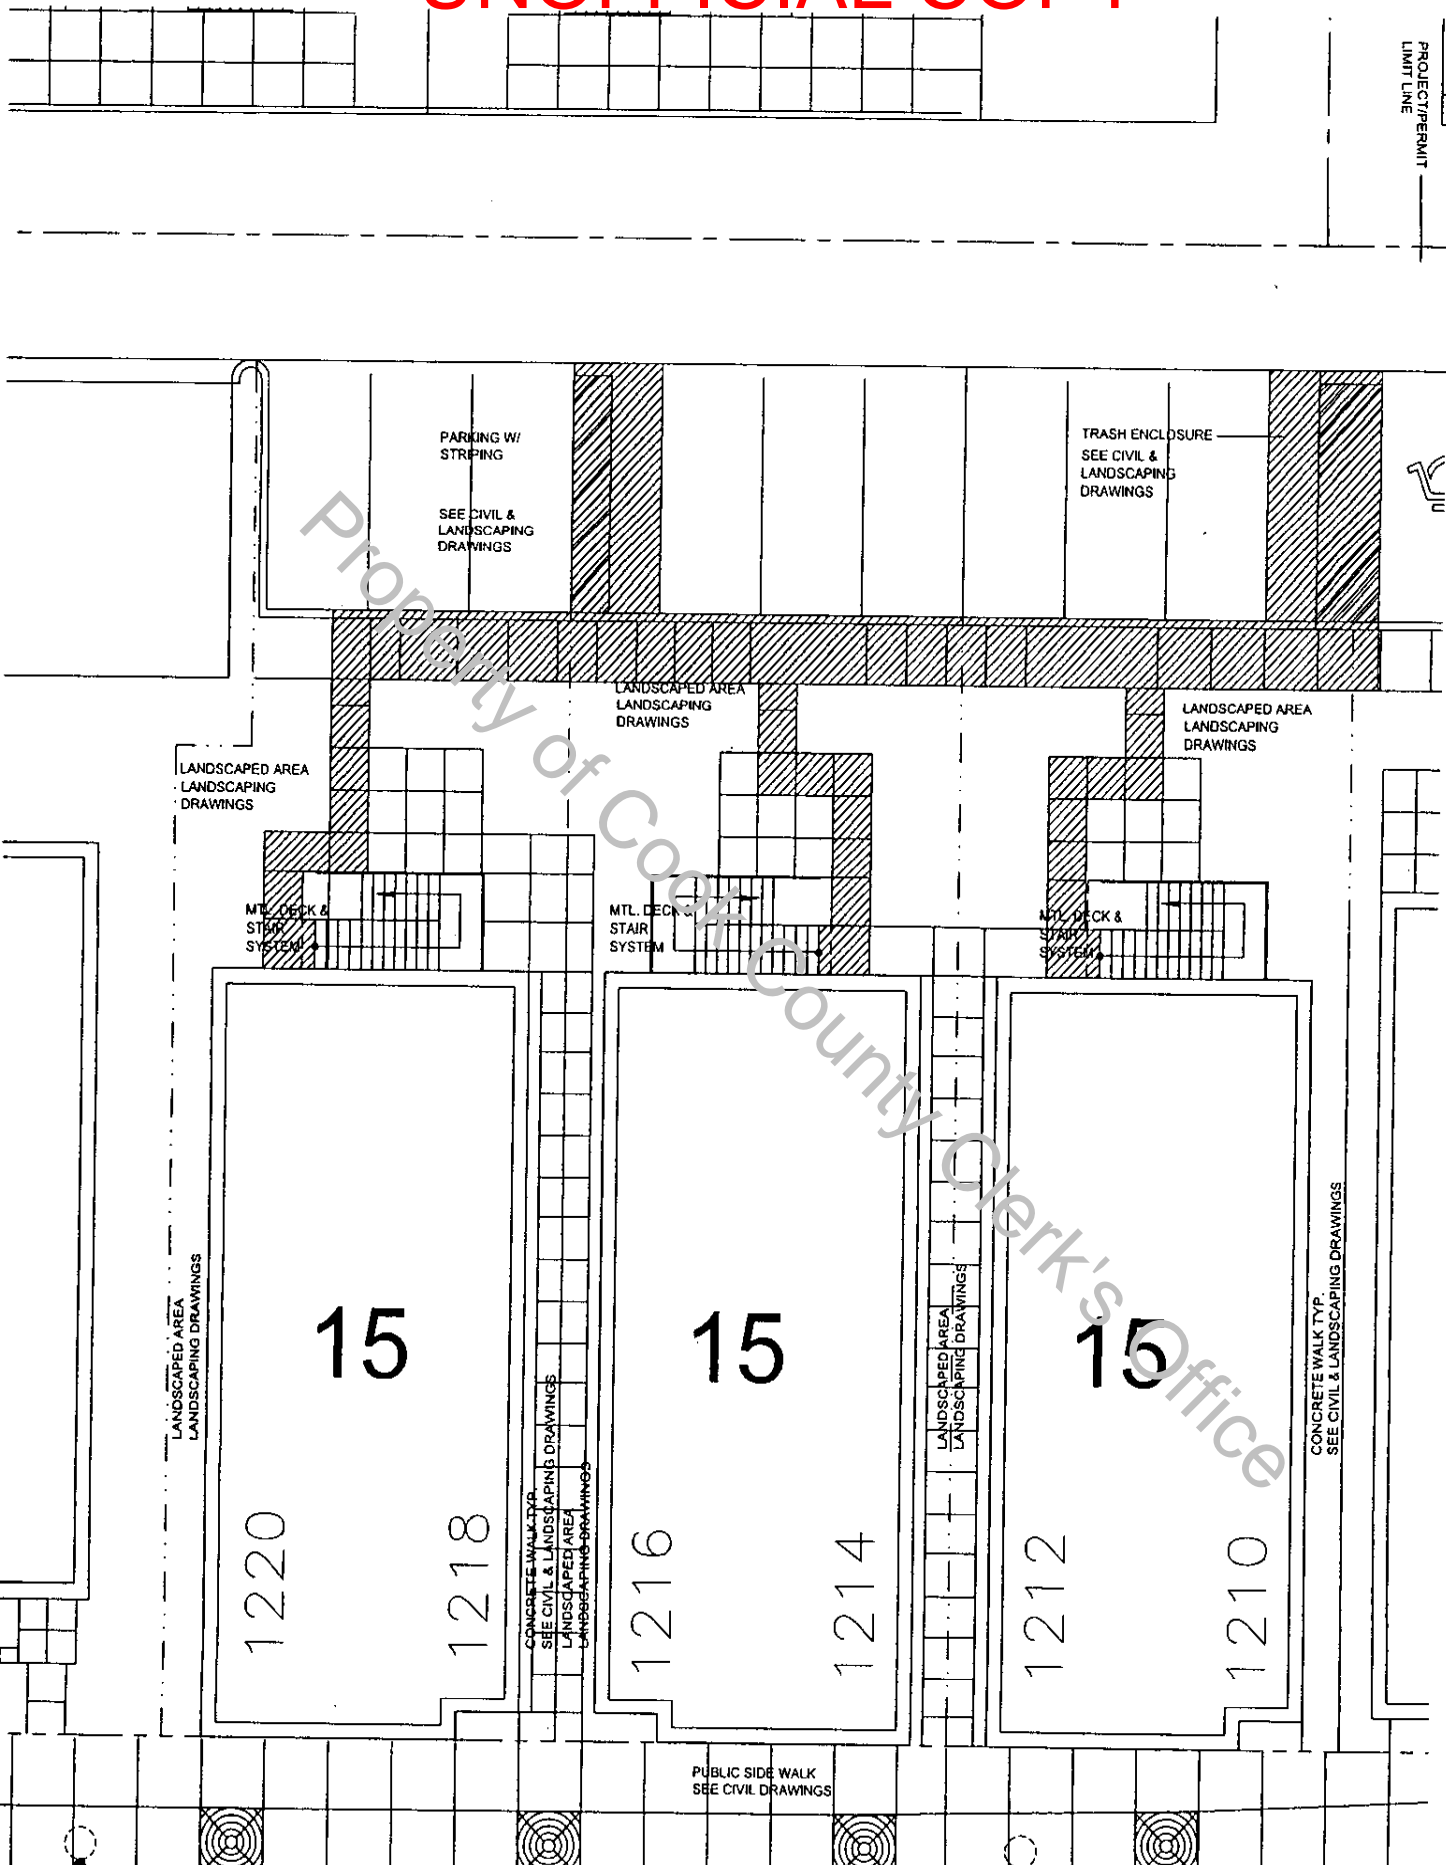 UNOFFICIAL COPY
PROJECT/PERMIT
LIMIT LINE
PARKING W/
STRIPING
SEE CIVIL &
LANDSCAPING
DRAWINGS
TRASH ENCLOSURE
SEE CIVIL &
LANDSCAPING
DRAWINGS
LANDSCAPED AREA
LANDSCAPING
DRAWINGS
LANDSCAPED AREA
LANDSCAPING
DRAWINGS
LANDSCAPED AREA
LANDSCAPING
DRAWINGS
MTL. DECK &
STAIR
SYSTEM
MTL. DECK &
STAIR
SYSTEM
MTL. DECK &
STAIR
SYSTEM
Property of Cook County Clerk's Office
LANDSCAPED AREA
LANDSCAPING DRAWINGS
15
15
15
CONCRETE WALK TYP.
SEE CIVIL & LANDSCAPING DRAWINGS
LANDSCAPED AREA
LANDSCAPING DRAWINGS
LANDSCAPED AREA
LANDSCAPING DRAWINGS
CONCRETE WALK TYP.
SEE CIVIL & LANDSCAPING DRAWINGS
1220
1218
1216
1214
1212
1210
PUBLIC SIDE WALK
SEE CIVIL DRAWINGS